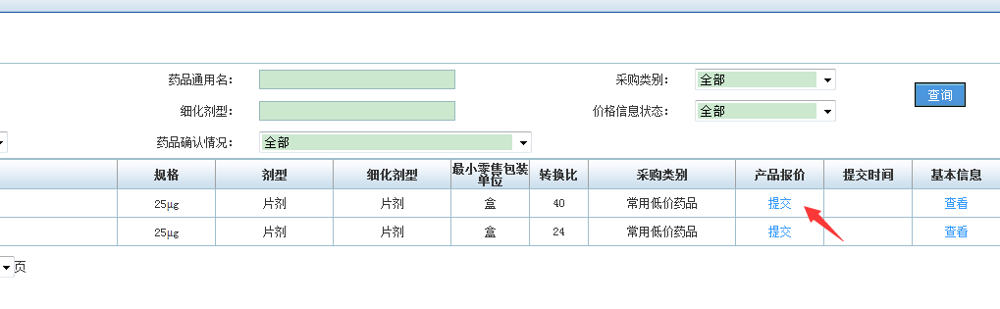 药品通用名： 采购类别： 全部
查询
细化剂型： 价格信息状态： 全部
药品确认情况： 全部
规格 剂型 细化剂型 最小零售包装单位 转换比 采购类别 产品报价 提交时间 基本信息
25μg 片剂 片剂 盒 40 常用低价药品 提交 查看
25μg 片剂 片剂 盒 24 常用低价药品 提交 查看
页